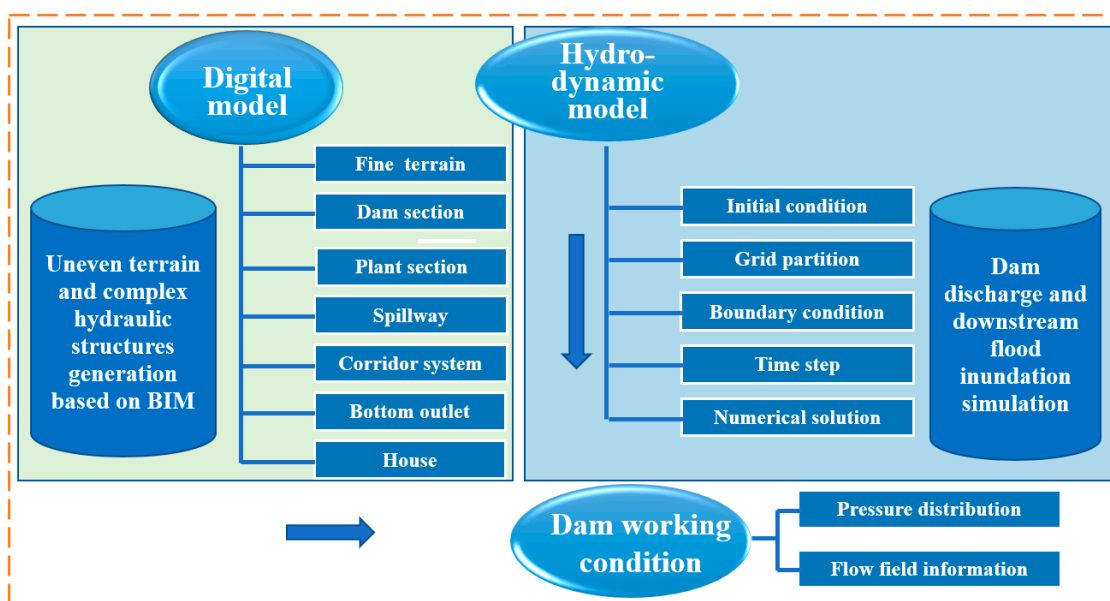 Digital
model
Fine terrain
Dam section
Plant section
Spillway
Corridor system
Bottom outlet
House
Uneven terrain
and complex
hydraulic
structures
generation
based on BIM
Hydro-
dynamic
model
Initial condition
Grid partition
Boundary condition
Time step
Numerical solution
Dam
discharge and
downstream
flood
inundation
simulation
Dam working
condition
Pressure distribution
Flow field information